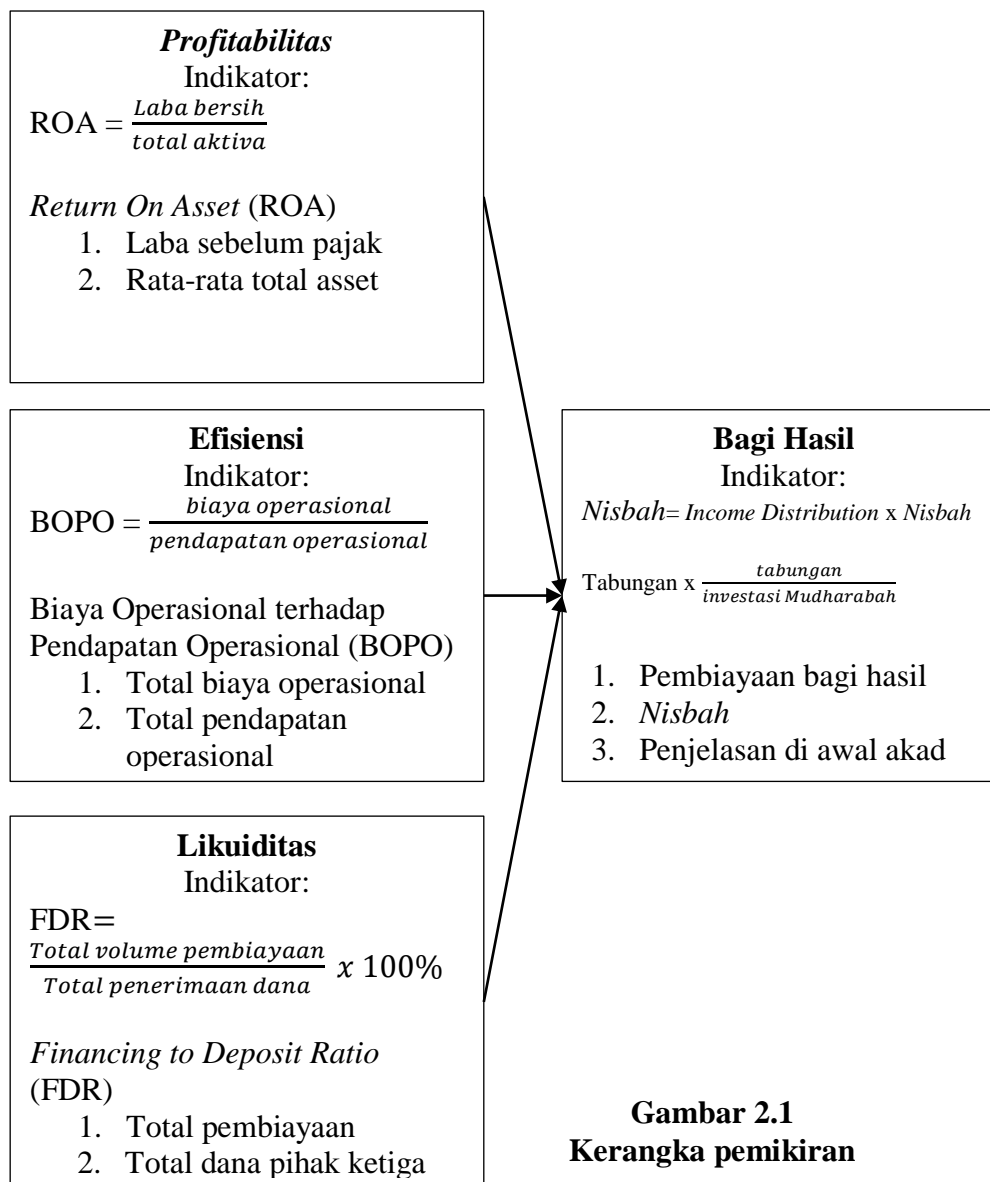 Profitabilitas
Indikator:
ROA = Laba bersih / total aktiva
Return On Asset (ROA)
1. Laba sebelum pajak
2. Rata-rata total asset
Efisiensi
Indikator:
BOPO = biaya operasional / pendapatan operasional
Biaya Operasional terhadap
Pendapatan Operasional (BOPO)
1. Total biaya operasional
2. Total pendapatan
operasional
Likuiditas
Indikator:
FDR=
Total volume pembiayaan / Total penerimaan dana x 100%
Financing to Deposit Ratio
(FDR)
1. Total pembiayaan
2. Total dana pihak ketiga
Bagi Hasil
Indikator:
Nisbah= Income Distribution x Nisbah
Tabungan x tabungan / investasi Mudharabah
1. Pembiayaan bagi hasil
2. Nisbah
3. Penjelasan di awal akad
Gambar 2.1
Kerangka pemikiran